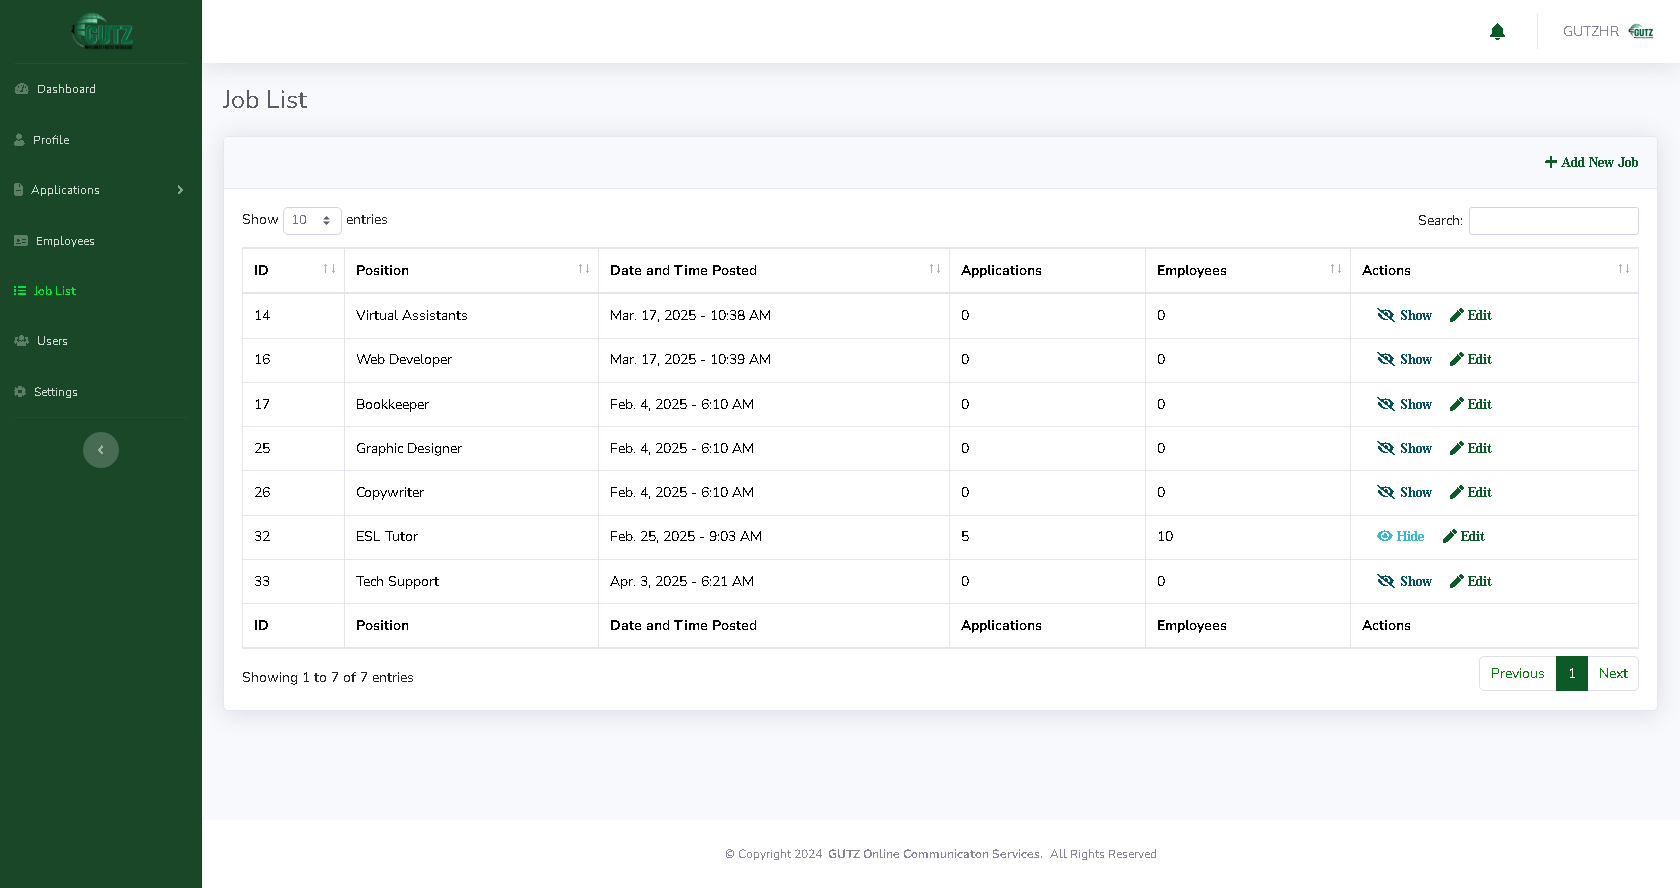 GUTZ
Dashboard
Profile
Applications
Employees
Job List
Users
Settings
GUTZHR GUTZ
Job List
Add New Job
Show 10 entries
Search:
ID Position Date and Time Posted Applications Employees Actions
14 Virtual Assistants Mar. 17, 2025 - 10:38 AM 0 0 Show Edit
16 Web Developer Mar. 17, 2025 - 10:39 AM 0 0 Show Edit
17 Bookkeeper Feb. 4, 2025 - 6:10 AM 0 0 Show Edit
25 Graphic Designer Feb. 4, 2025 - 6:10 AM 0 0 Show Edit
26 Copywriter Feb. 4, 2025 - 6:10 AM 0 0 Show Edit
32 ESL Tutor Feb. 25, 2025 - 9:03 AM 5 10 Hide Edit
33 Tech Support Apr. 3, 2025 - 6:21 AM 0 0 Show Edit
ID Position Date and Time Posted Applications Employees Actions
Showing 1 to 7 of 7 entries
Previous 1 Next
© Copyright 2024 GUTZ Online Communicaton Services. All Rights Reserved